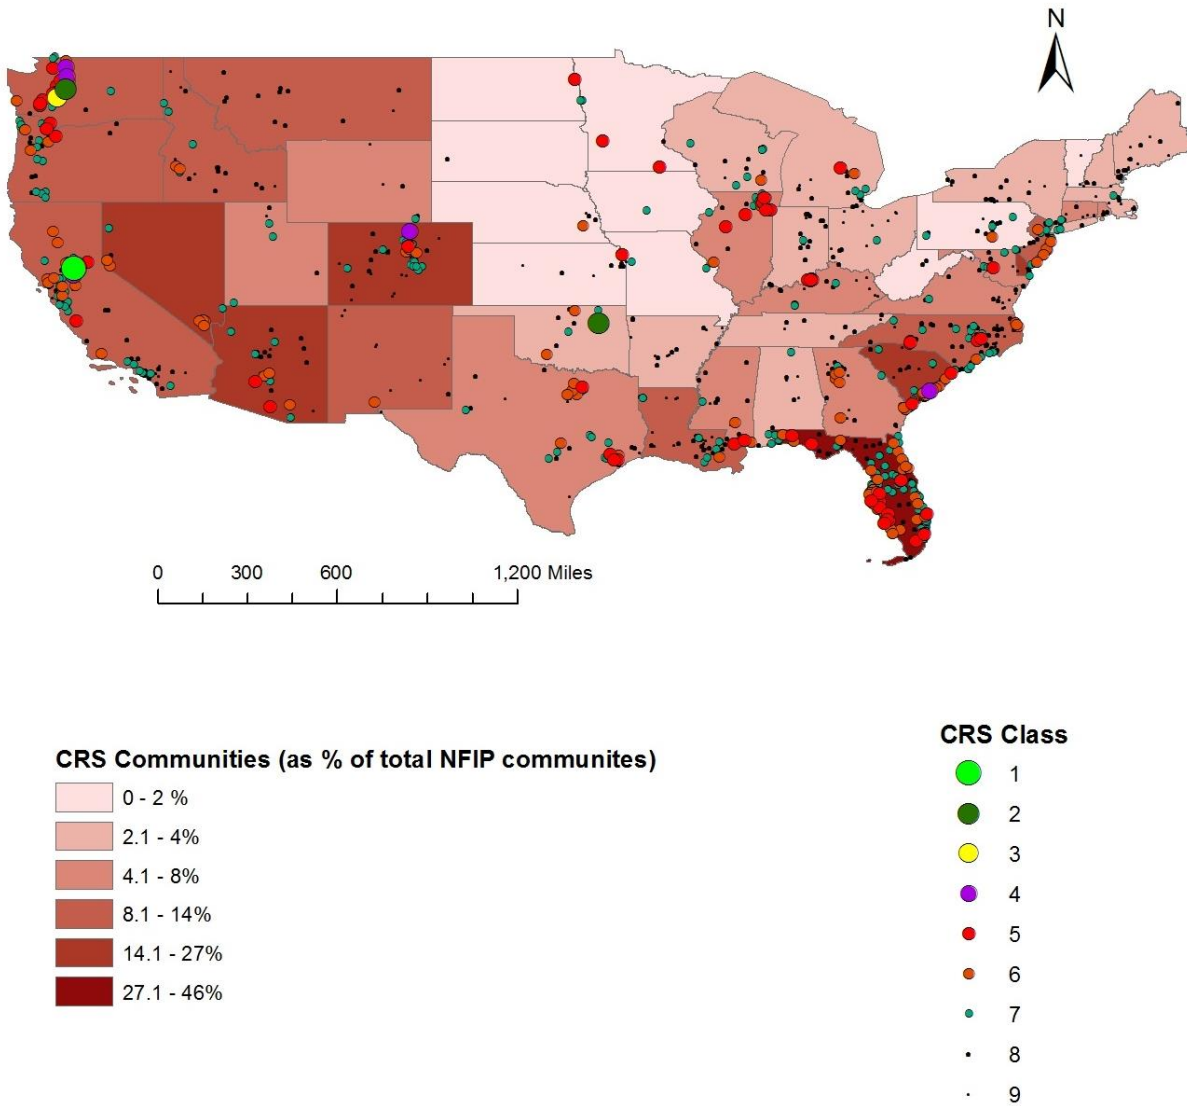 N
0 300 600 1,200 Miles
CRS Communities (as % of total NFIP communites)
0 - 2 %
2.1 - 4%
4.1 - 8%
8.1 - 14%
14.1 - 27%
27.1 - 46%
CRS Class
1
2
3
4
5
6
7
8
9